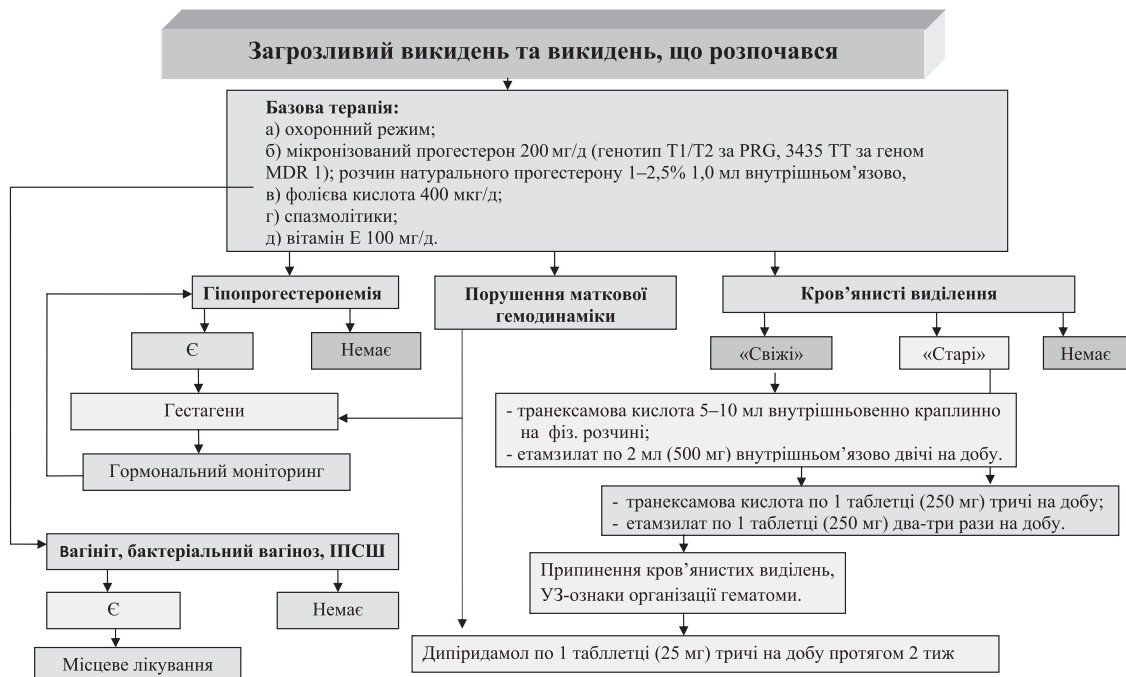 Загрозливий викидень та викидень, що розпочався
Базова терапія:
а) охоронний режим;
б) мікронізований прогестерон 200 мг/д (генотип Т1/Т2 за PRG, 3435 ТТ за геном
MDR 1); розчин натурального прогестерону 1–2,5% 1,0 мл внутрішньом’язово,
в) фолієва кислота 400 мкг/д;
г) спазмолітики;
д) вітамін Е 100 мг/д.
Гіпопрогестеронемія
Порушення маткової
гемодинаміки
Кров’янисті виділення
Є
Немає
«Свіжі»
«Старі»
Немає
Гестагени
- транексамова кислота 5–10 мл внутрішньовенно краплинно
на фіз. розчині;
- етамзилат по 2 мл (500 мг) внутрішньом’язово двічі на добу.
Гормональний моніторинг
- транексамова кислота по 1 таблетці (250 мг) тричі на добу;
- етамзилат по 1 таблетці (250 мг) два-три рази на добу.
Вагініт, бактеріальний вагіноз, ІПСШ
Припинення кров’янистих виділень,
УЗ-ознаки організації гематоми.
Є
Немає
Місцеве лікування
Дипіридамол по 1 табллетці (25 мг) тричі на добу протягом 2 тиж